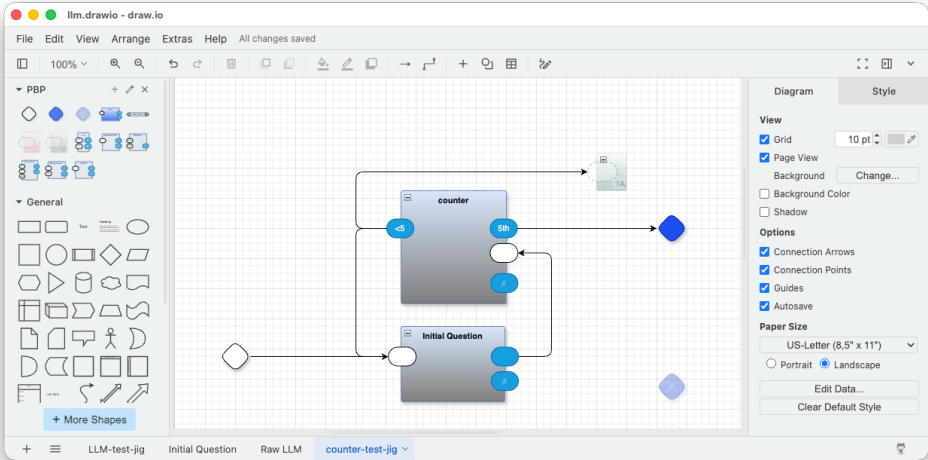 llm.drawio - draw.io
File Edit View Arrange Extras Help All changes saved
100%
PBP
General
Text
Heading
+ More Shapes
?A
counter
<5
5th
Initial Question
Diagram
Style
View
Grid
10 pt
Page View
Background
Change...
Background Color
Shadow
Options
Connection Arrows
Connection Points
Guides
Autosave
Paper Size
US-Letter (8,5" x 11")
Portrait
Landscape
Edit Data...
Clear Default Style
LLM-test-jig
Initial Question
Raw LLM
counter-test-jig